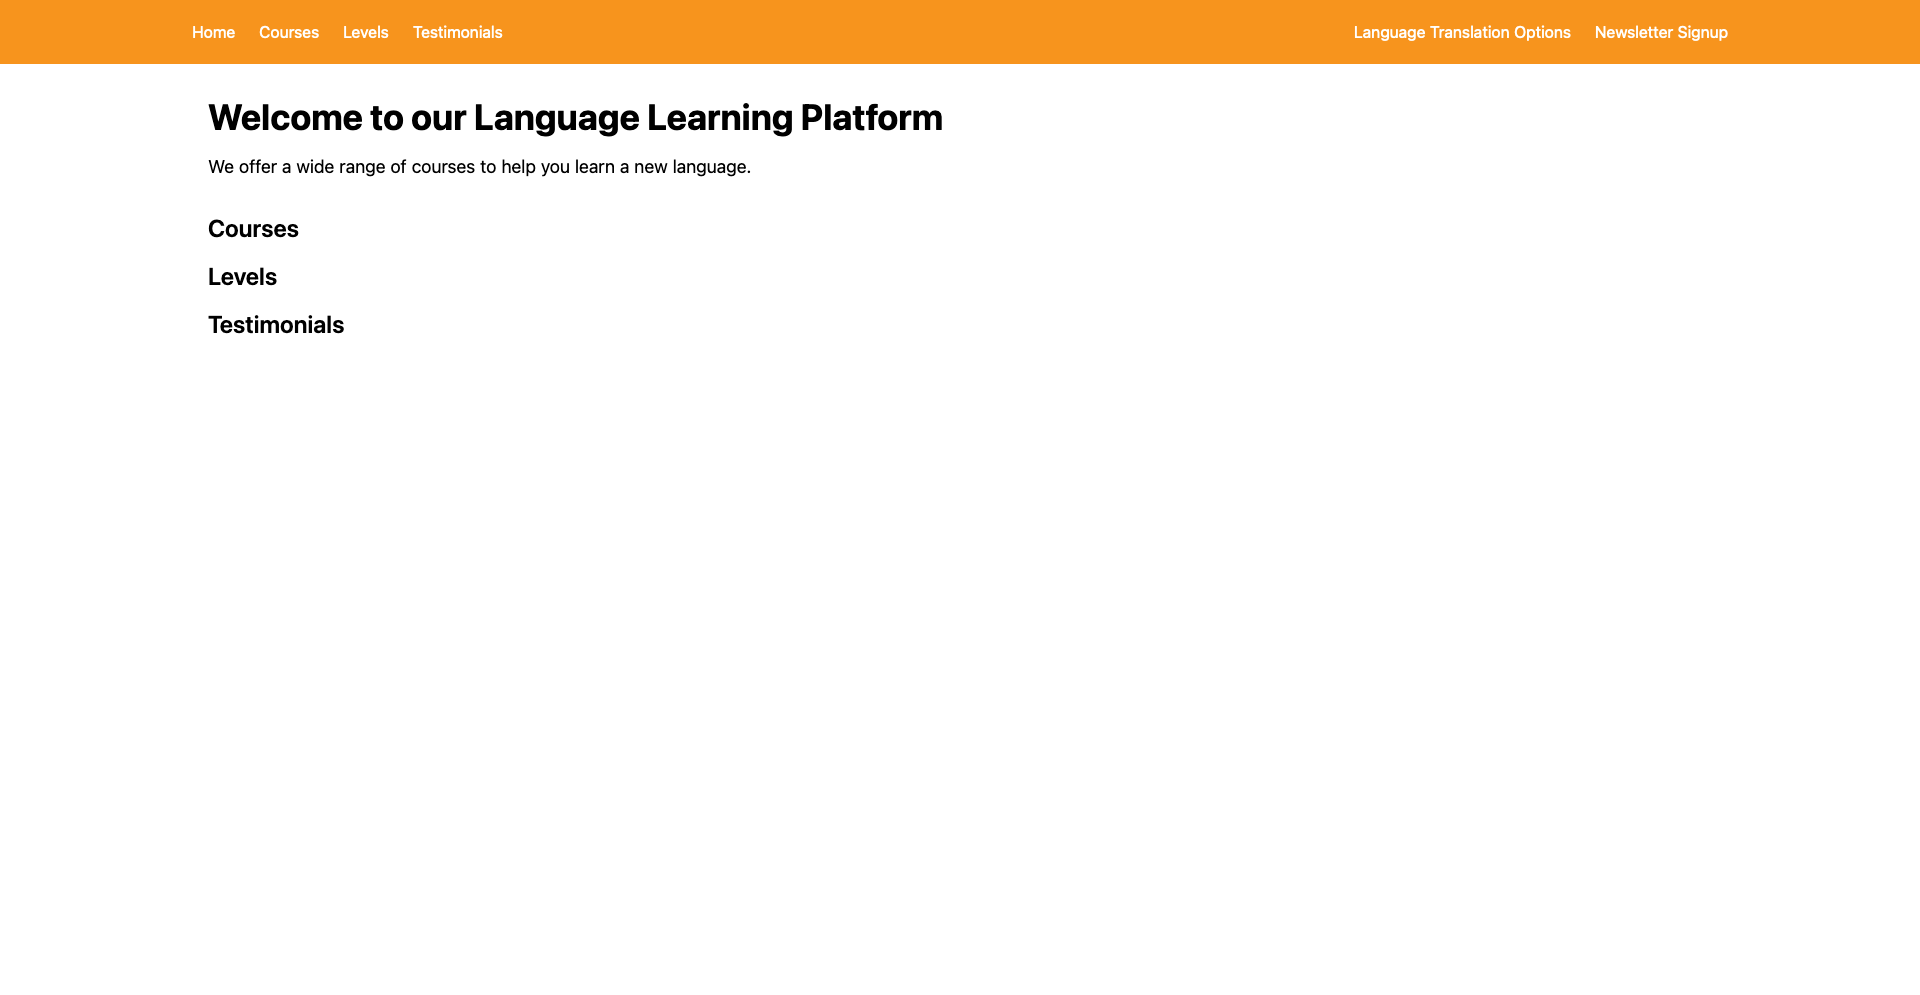 Home Courses Levels Testimonials Language Translation Options Newsletter Signup
Welcome to our Language Learning Platform
We offer a wide range of courses to help you learn a new language.
Courses
Levels
Testimonials